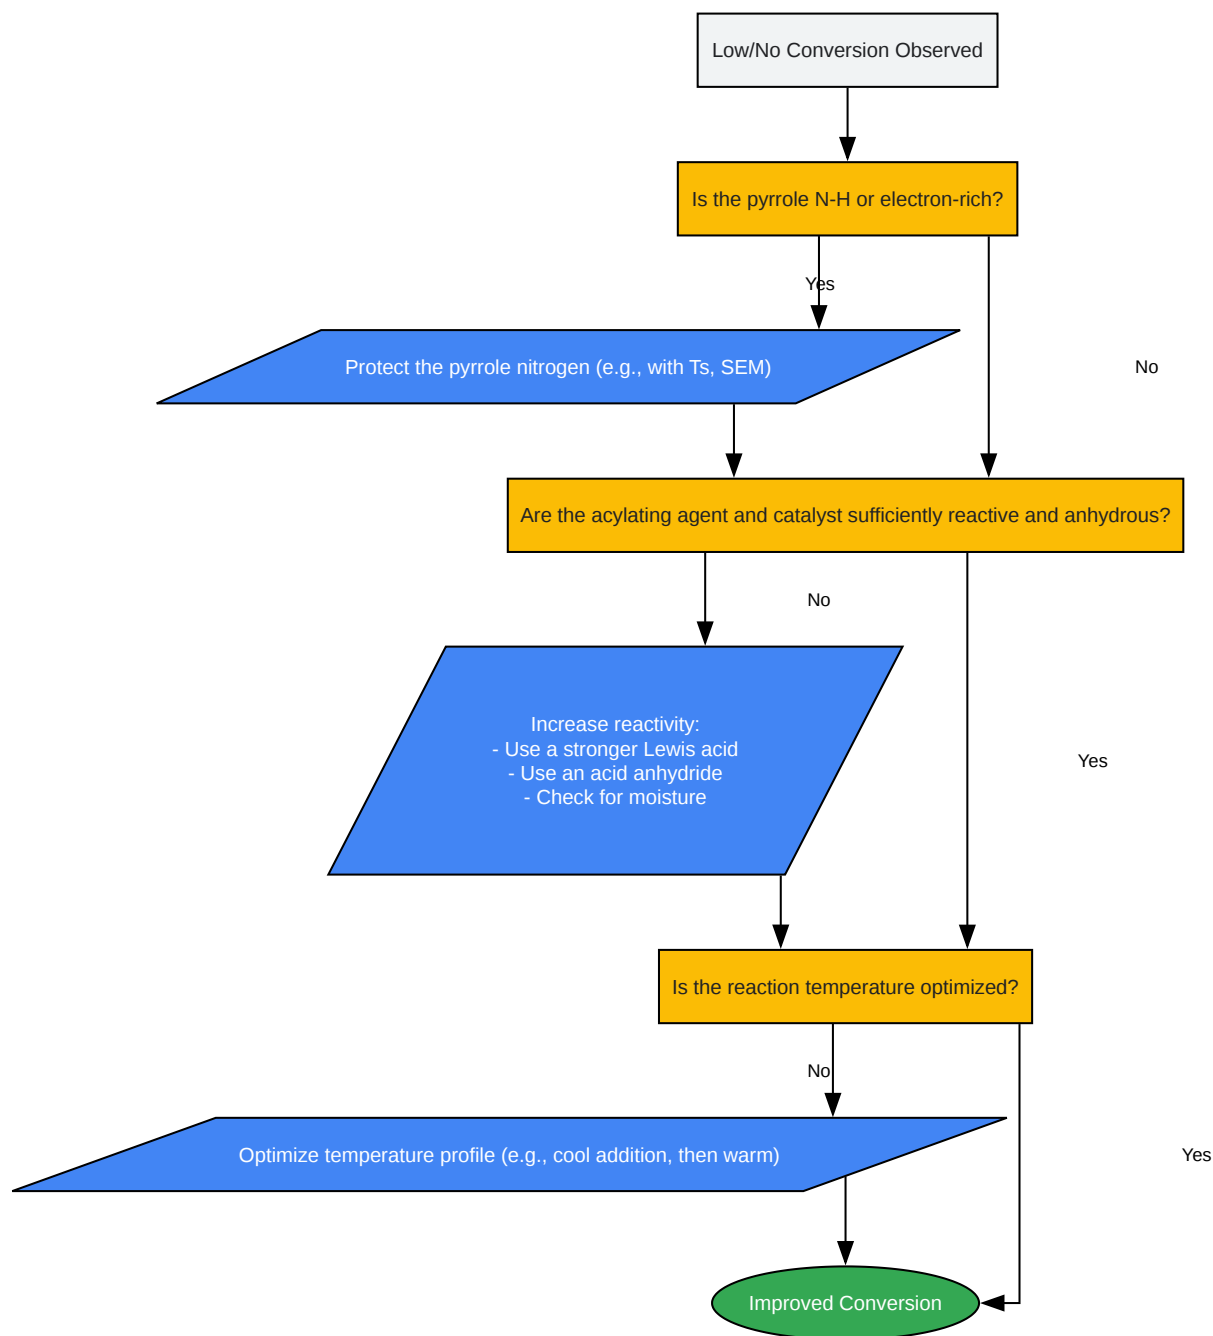 Low/No Conversion Observed
Is the pyrrole N-H or electron-rich?
Yes
Protect the pyrrole nitrogen (e.g., with Ts, SEM)
No
Are the acylating agent and catalyst sufficiently reactive and anhydrous?
No
Increase reactivity:
- Use a stronger Lewis acid
- Use an acid anhydride
- Check for moisture
Yes
Is the reaction temperature optimized?
No
Optimize temperature profile (e.g., cool addition, then warm)
Yes
Improved Conversion